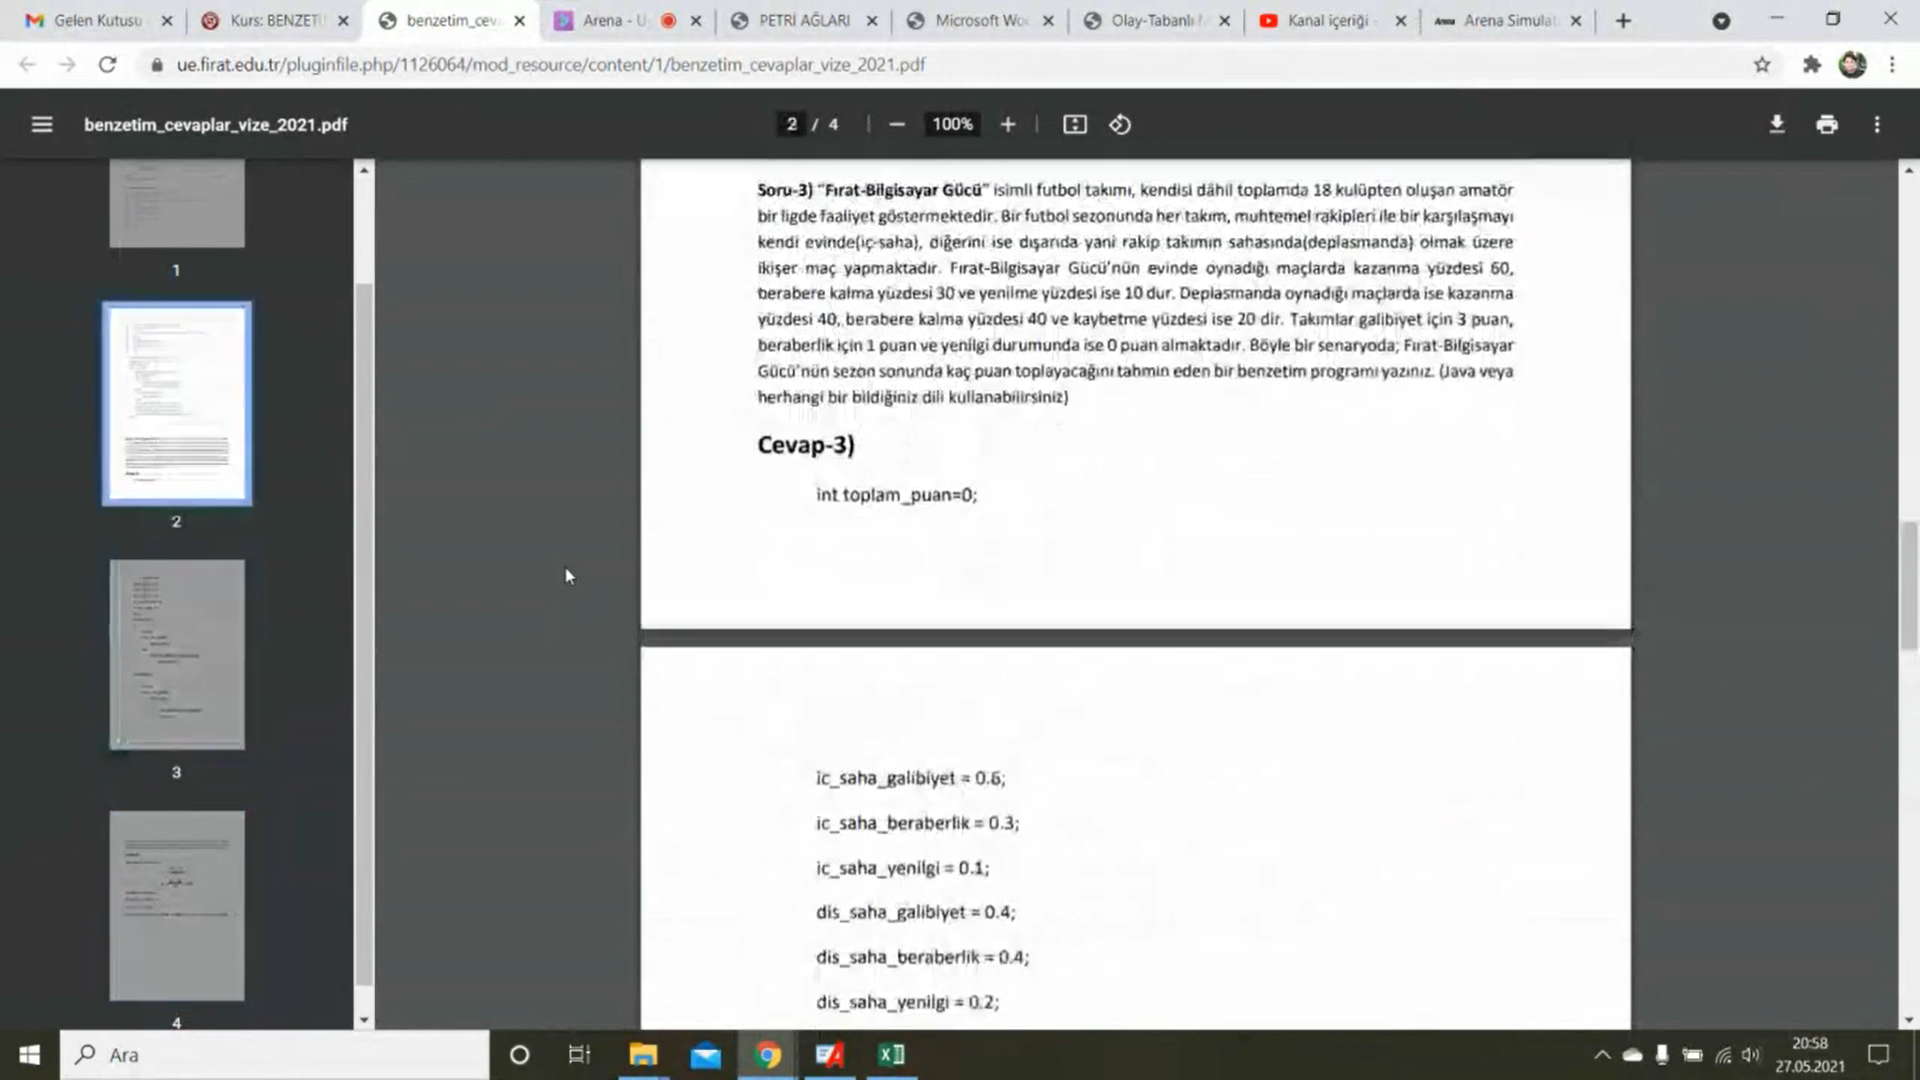 Gelen Kutusu
Kurs: BENZETİ
benzetim_cev
Arena - U
PETRİ AĞLARI
Microsoft Wo
Olay-Tabanlı
Kanal içeriği -
Arena Simulat
ue.firat.edu.tr/pluginfile.php/1126064/mod_resource/content/1/benzetim_cevaplar_vize_2021.pdf
benzetim_cevaplar_vize_2021.pdf
2 / 4
100%
1
2
3
4
Soru-3) "Fırat-Bilgisayar Gücü" isimli futbol takımı, kendisi dâhil toplamda 18 kulüpten oluşan amatör
bir ligde faaliyet göstermektedir. Bir futbol sezonunda her takım, muhtemel rakipleri ile bir karşılaşmayı
kendi evinde(iç-saha), diğerini ise dışarıda yani rakip takımın sahasında(deplasmanda) olmak üzere
ikişer maç yapmaktadır. Fırat-Bilgisayar Gücü'nün evinde oynadığı maçlarda kazanma yüzdesi 60,
berabere kalma yüzdesi 30 ve yenilme yüzdesi ise 10 dur. Deplasmanda oynadığı maçlarda ise kazanma
yüzdesi 40, berabere kalma yüzdesi 40 ve kaybetme yüzdesi ise 20 dir. Takımlar galibiyet için 3 puan,
beraberlik için 1 puan ve yenilgi durumunda ise 0 puan almaktadır. Böyle bir senaryoda; Fırat-Bilgisayar
Gücü'nün sezon sonunda kaç puan toplayacağını tahmin eden bir benzetim programı yazınız. (Java veya
herhangi bir bildiğiniz dili kullanabilirsiniz)
Cevap-3)
int toplam_puan=0;
ic_saha_galibiyet = 0.6;
ic_saha_beraberlik = 0.3;
ic_saha_yenilgi = 0.1;
dis_saha_galibiyet = 0.4;
dis_saha_beraberlik = 0.4;
dis_saha_yenilgi = 0.2;
Ara
20:58
27.05.2021